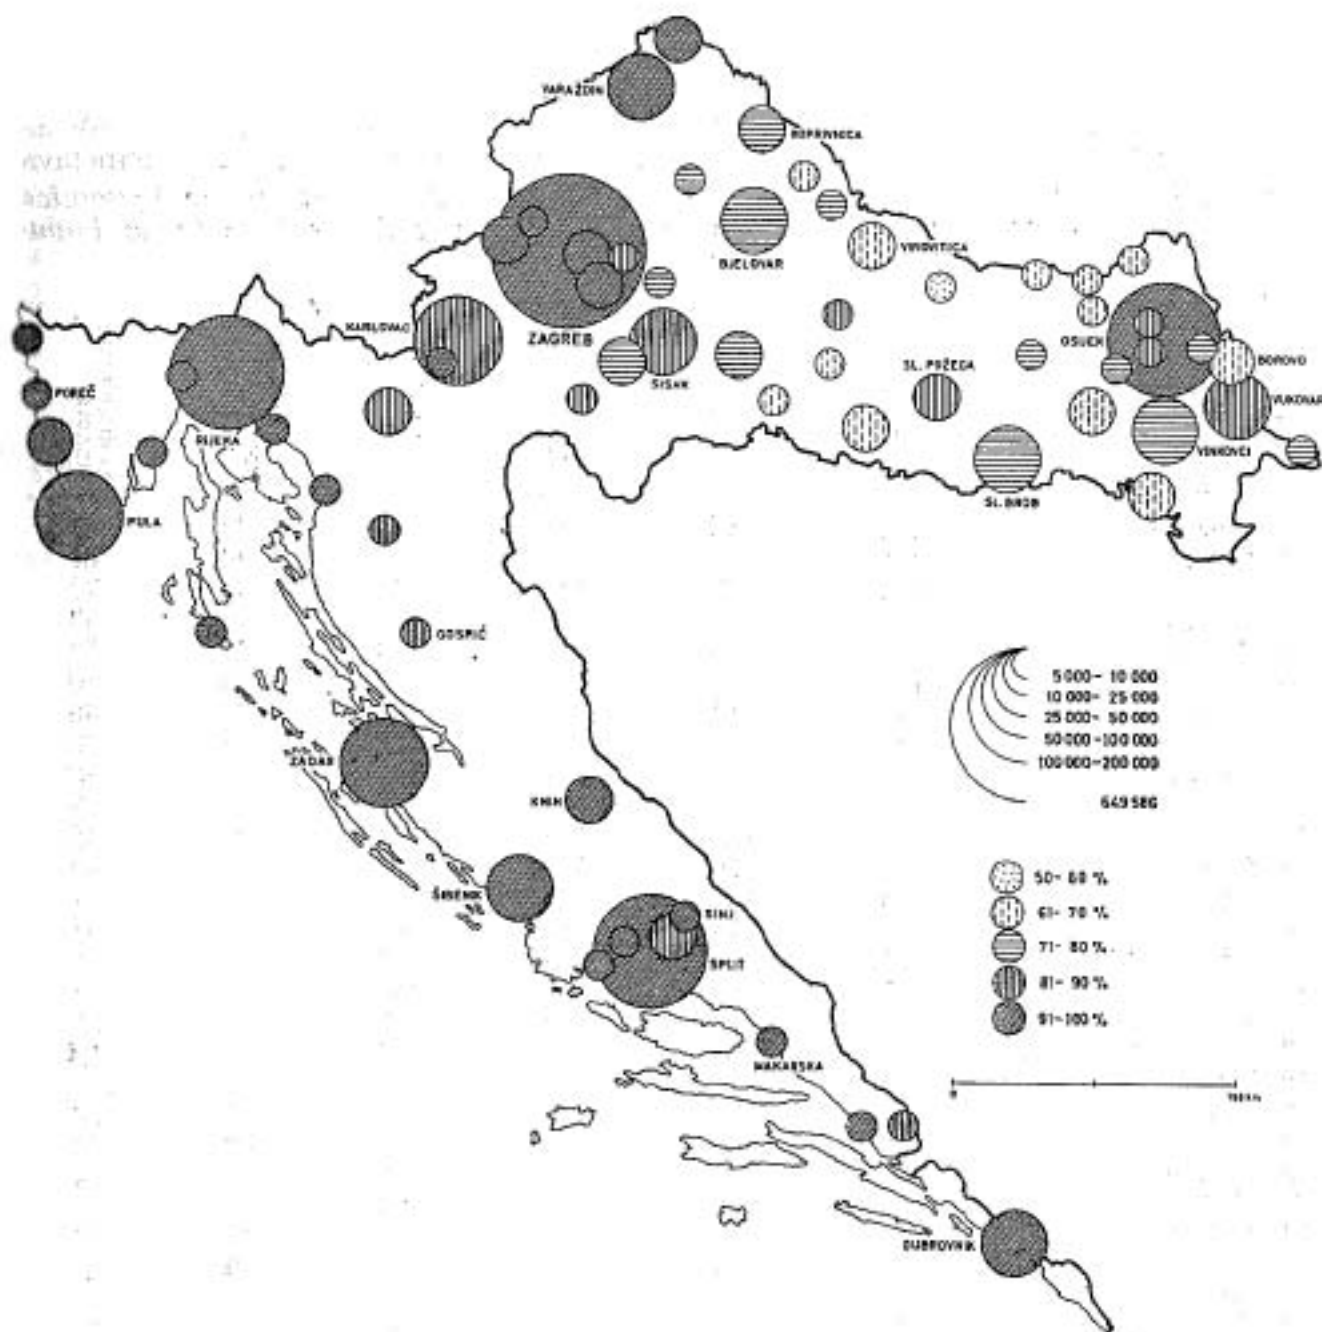 VARAŽDIN
KOPRIVNICA
BJELOVAR
VIROVITICA
KARLOVAC
ZAGREB
SISAK
SL. POŽEGA
OSIJEK
BOROVO
VUKOVAR
VINKOVCI
SL. BROD
POREČ
RIJEKA
PULA
GOSPIĆ
ZADAR
KNIN
ŠIBENIK
SINJ
SPLIT
MAKARSKA
DUBROVNIK
5 000 - 10 000
10 000 - 25 000
25 000 - 50 000
50 000 - 100 000
100 000 - 200 000
649 586
50 - 60 %
61 - 70 %
71 - 80 %
81 - 90 %
91 - 100 %
0